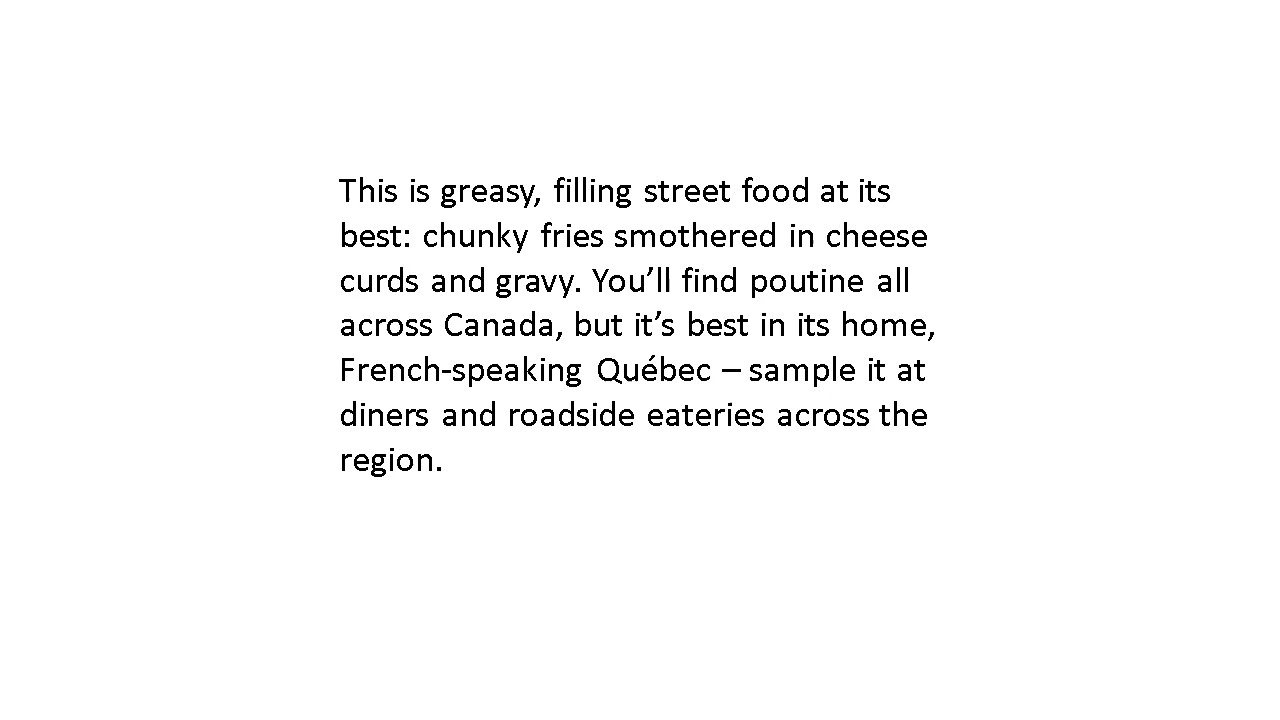 This is greasy, filling street food at its
best: chunky fries smothered in cheese
curds and gravy. You’ll find poutine all
across Canada, but it’s best in its home,
French-speaking Québec – sample it at
diners and roadside eateries across the
region.